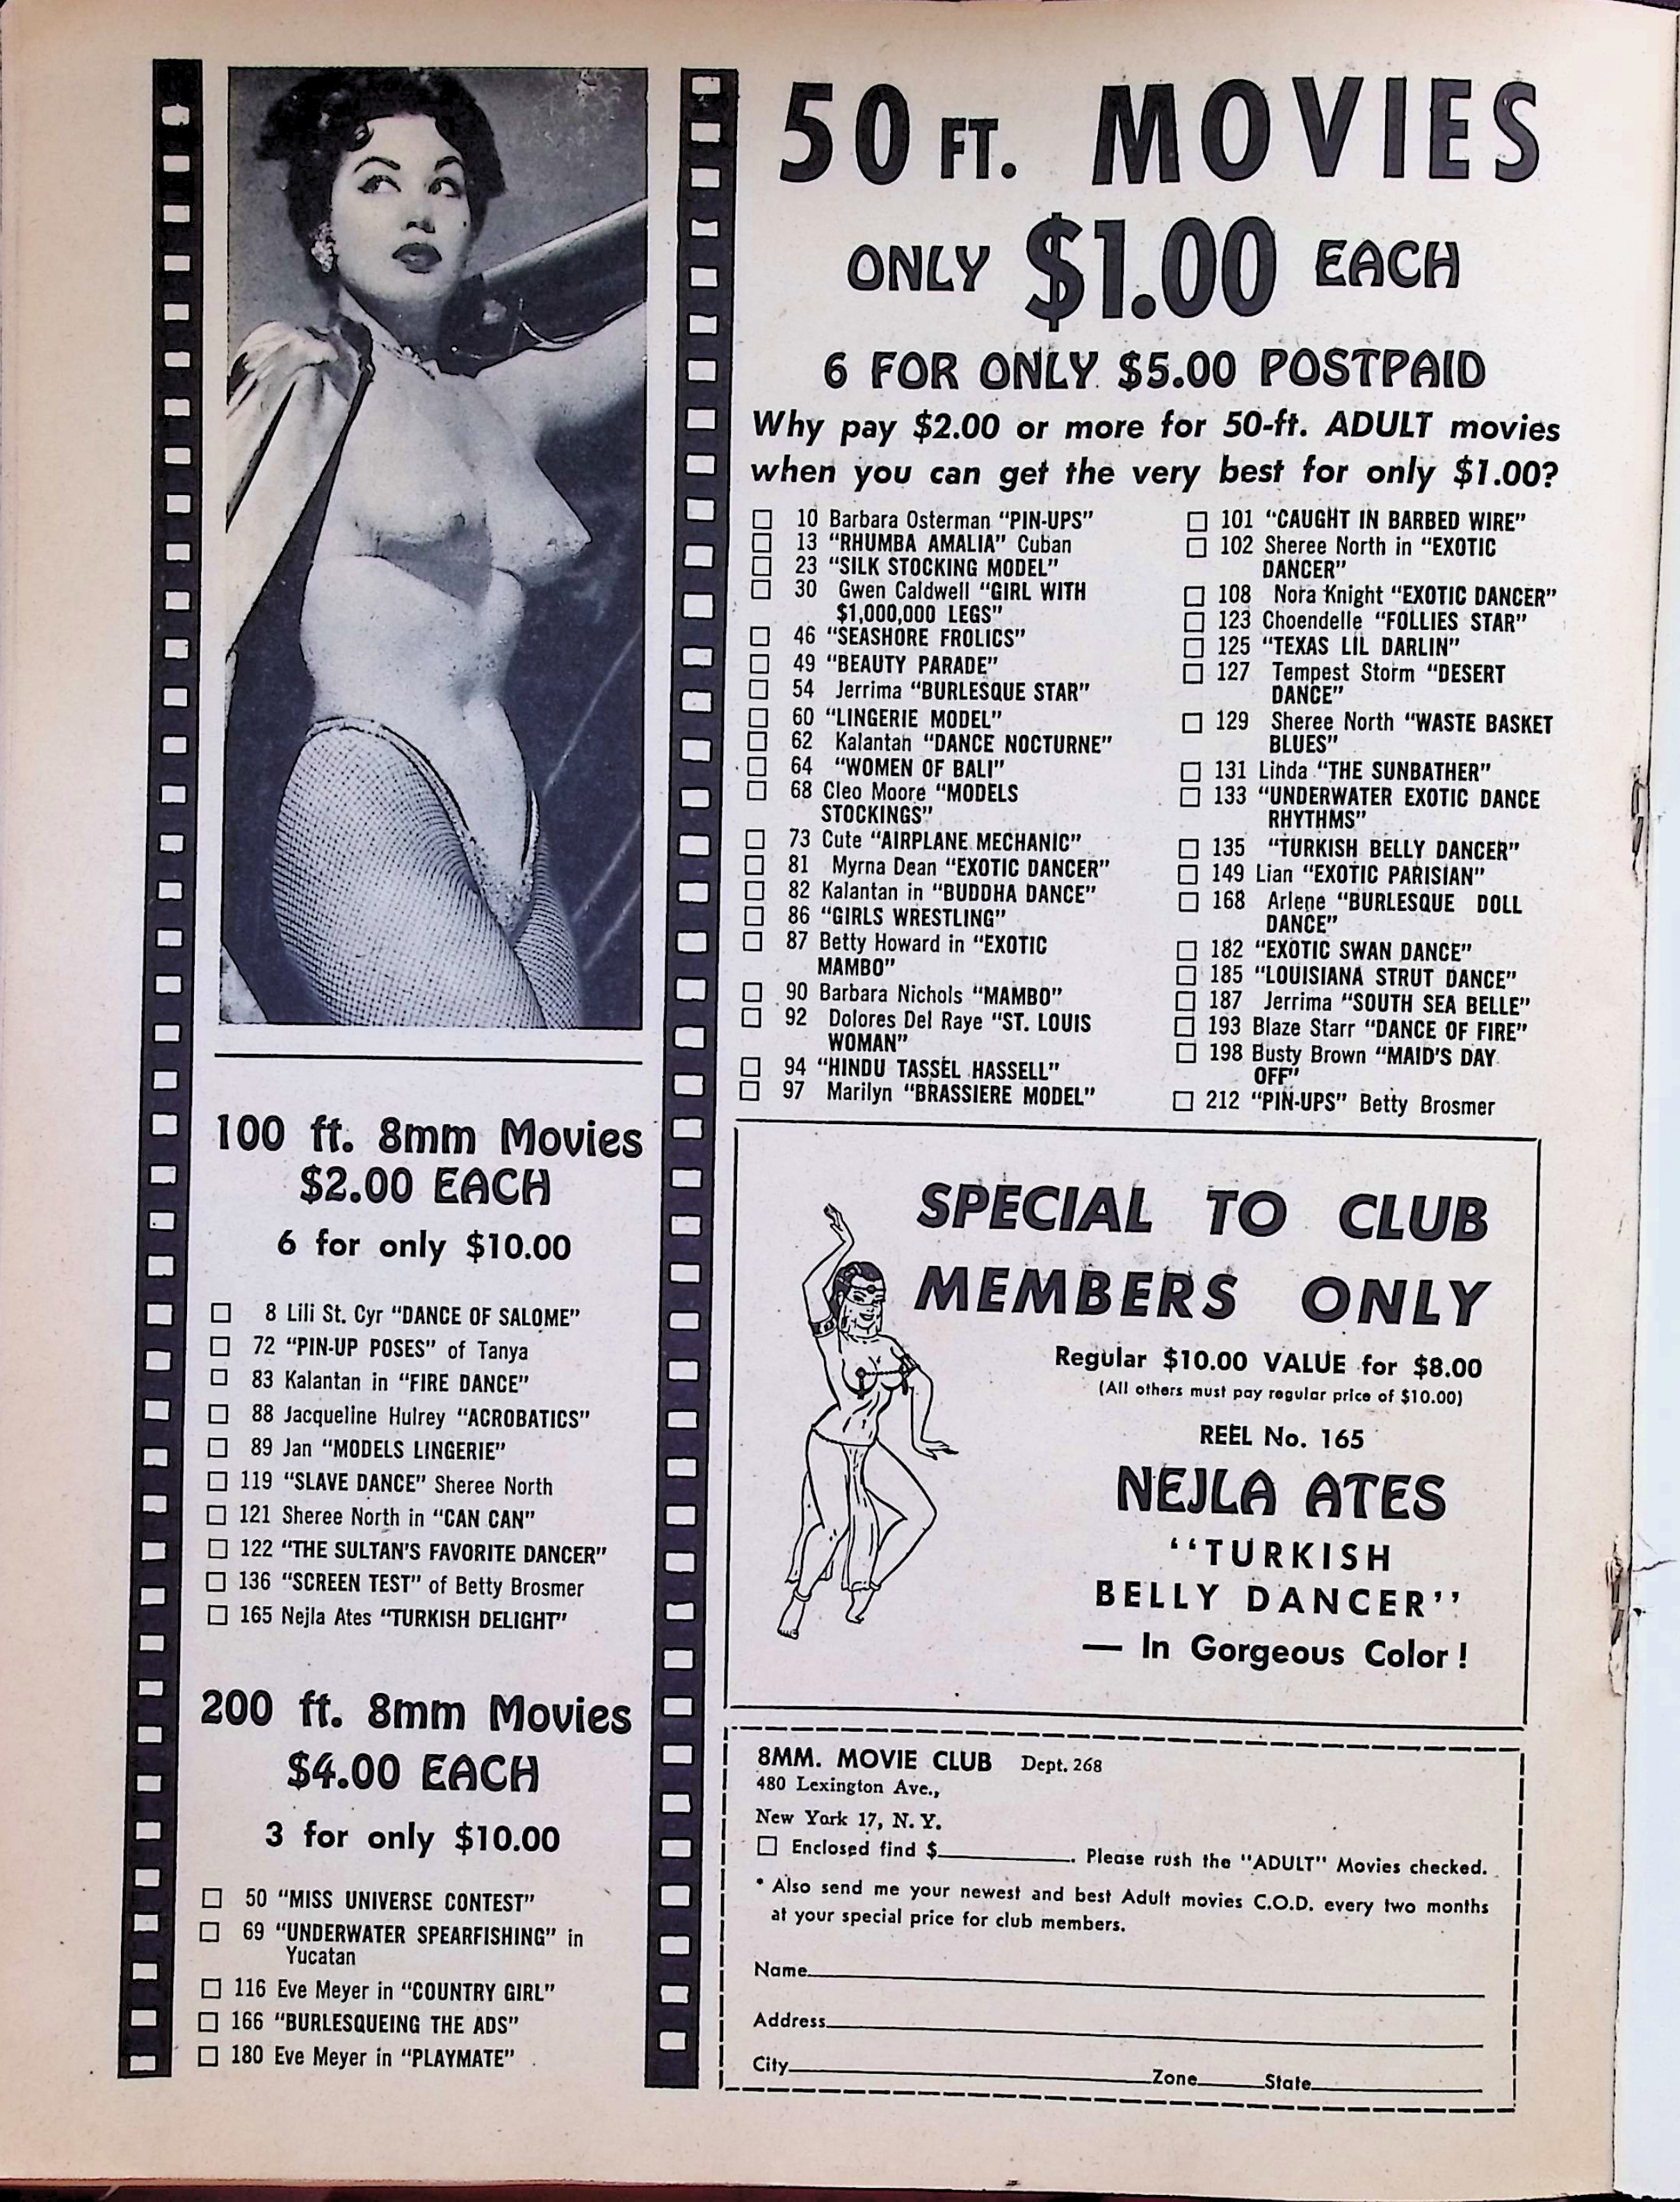 50 FT. MOVIES
ONLY $1.00 EACH
6 FOR ONLY $5.00 POSTPAID
Why pay $2.00 or more for 50-ft. ADULT movies
when you can get the very best for only $1.00?
10 Barbara Osterman “PIN-UPS”
13 “RHUMBA AMALIA” Cuban
23 “SILK STOCKING MODEL”
30 Gwen Caldwell “GIRL WITH
$1,000,000 LEGS”
46 “SEASHORE FROLICS”
49 “BEAUTY PARADE”
54 Jerrima “BURLESQUE STAR”
60 “LINGERIE MODEL”
62 Kalantan “DANCE NOCTURNE”
64 “WOMEN OF BALI”
68 Cleo Moore “MODELS
STOCKINGS”
73 Cute “AIRPLANE MECHANIC”
81 Myrna Dean “EXOTIC DANCER”
82 Kalantan in “BUDDHA DANCE”
86 “GIRLS WRESTLING”
87 Betty Howard in “EXOTIC
MAMBO”
90 Barbara Nichols “MAMBO”
92 Dolores Del Raye “ST. LOUIS
WOMAN”
94 “HINDU TASSEL HASSELL”
97 Marilyn “BRASSIERE MODEL”
101 “CAUGHT IN BARBED WIRE”
102 Sheree North in “EXOTIC
DANCER”
108 Nora Knight “EXOTIC DANCER”
123 Choendelle “FOLLIES STAR”
125 “TEXAS LIL DARLIN”
127 Tempest Storm “DESERT
DANCE”
129 Sheree North “WASTE BASKET
BLUES”
131 Linda “THE SUNBATHER”
133 “UNDERWATER EXOTIC DANCE
RHYTHMS”
135 “TURKISH BELLY DANCER”
149 Lian “EXOTIC PARISIAN”
168 Arlene “BURLESQUE DOLL
DANCE”
182 “EXOTIC SWAN DANCE”
185 “LOUISIANA STRUT DANCE”
187 Jerrima “SOUTH SEA BELLE”
193 Blaze Starr “DANCE OF FIRE”
198 Busty Brown “MAID’S DAY
OFF”
212 “PIN-UPS” Betty Brosmer
100 ft. 8mm Movies
$2.00 EACH
6 for only $10.00
8 Lili St. Cyr “DANCE OF SALOME”
72 “PIN-UP POSES” of Tanya
83 Kalantan in “FIRE DANCE”
88 Jacqueline Hulrey “ACROBATICS”
89 Jan “MODELS LINGERIE”
119 “SLAVE DANCE” Sheree North
121 Sheree North in “CAN CAN”
122 “THE SULTAN’S FAVORITE DANCER”
136 “SCREEN TEST” of Betty Brosmer
165 Nejla Ates “TURKISH DELIGHT”
200 ft. 8mm Movies
$4.00 EACH
3 for only $10.00
50 “MISS UNIVERSE CONTEST”
69 “UNDERWATER SPEARFISHING” in
Yucatan
116 Eve Meyer in “COUNTRY GIRL”
166 “BURLESQUEING THE ADS”
180 Eve Meyer in “PLAYMATE”
SPECIAL TO CLUB
MEMBERS ONLY
Regular $10.00 VALUE for $8.00
(All others must pay regular price of $10.00)
REEL No. 165
NEJLA ATES
‘‘TURKISH
BELLY DANCER’’
— In Gorgeous Color!
8MM. MOVIE CLUB Dept. 268
480 Lexington Ave.,
New York 17, N. Y.
Enclosed find $ . Please rush the "ADULT" Movies checked.
* Also send me your newest and best Adult movies C.O.D. every two months
at your special price for club members.
Name
Address
City Zone State